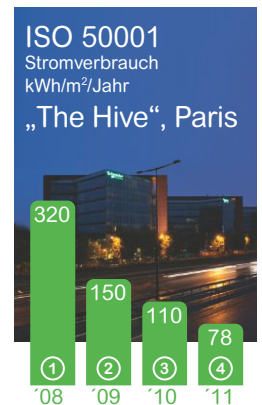 ISO 50001
Stromverbrauch
kWh/m²/Jahr
„The Hive“, Paris
320
150
110
78
1 2 3 4
´08 ´09 ´10 ´11